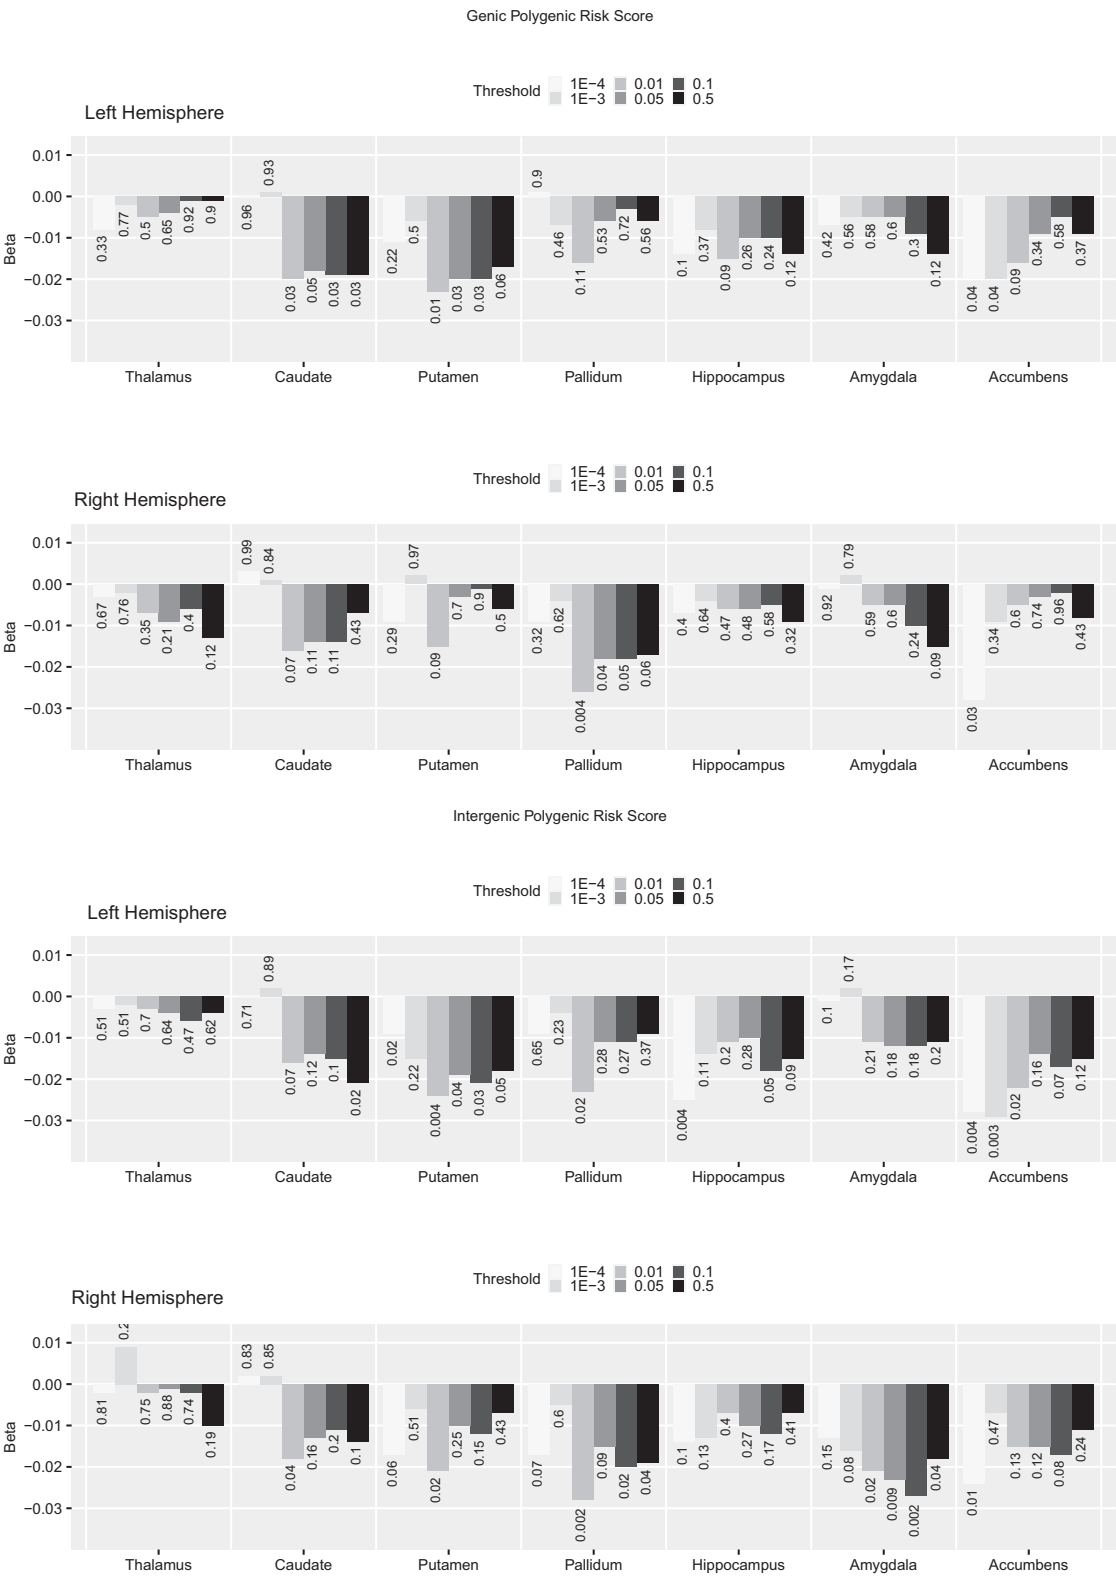 Genic Polygenic Risk Score
Threshold 1E−4 0.01 0.1
1E−3 0.05 0.5
Left Hemisphere
Beta
0.01
0.00
−0.01
−0.02
−0.03
0.33 0.77 0.5 0.65 0.92 0.9
0.96 0.93 0.03 0.05 0.03 0.03
0.22 0.5 0.01 0.03 0.03 0.06
0.9 0.46 0.11 0.53 0.72 0.56
0.1 0.37 0.09 0.26 0.24 0.12
0.42 0.56 0.58 0.6 0.3 0.12
0.04 0.04 0.09 0.34 0.58 0.37
Thalamus Caudate Putamen Pallidum Hippocampus Amygdala Accumbens
Threshold 1E−4 0.01 0.1
1E−3 0.05 0.5
Right Hemisphere
Beta
0.01
0.00
−0.01
−0.02
−0.03
0.67 0.76 0.35 0.21 0.4 0.12
0.99 0.84 0.07 0.11 0.11 0.43
0.29 0.97 0.09 0.7 0.9 0.5
0.32 0.62 0.004 0.04 0.05 0.06
0.4 0.64 0.47 0.48 0.58 0.32
0.92 0.79 0.59 0.6 0.24 0.09
0.03 0.34 0.6 0.74 0.96 0.43
Thalamus Caudate Putamen Pallidum Hippocampus Amygdala Accumbens
Intergenic Polygenic Risk Score
Threshold 1E−4 0.01 0.1
1E−3 0.05 0.5
Left Hemisphere
Beta
0.01
0.00
−0.01
−0.02
−0.03
0.51 0.51 0.7 0.64 0.47 0.62
0.71 0.89 0.07 0.12 0.1 0.02
0.02 0.22 0.004 0.04 0.03 0.05
0.65 0.23 0.02 0.28 0.27 0.37
0.004 0.11 0.2 0.28 0.05 0.09
0.1 0.17 0.21 0.18 0.18 0.2
0.004 0.003 0.02 0.16 0.07 0.12
Thalamus Caudate Putamen Pallidum Hippocampus Amygdala Accumbens
Threshold 1E−4 0.01 0.1
1E−3 0.05 0.5
Right Hemisphere
Beta
0.01
0.00
−0.01
−0.02
−0.03
0.81 0.75 0.88 0.74 0.19
0.83 0.85 0.04 0.16 0.2 0.1
0.06 0.51 0.02 0.25 0.15 0.43
0.07 0.6 0.002 0.09 0.02 0.04
0.1 0.13 0.4 0.27 0.17 0.41
0.15 0.08 0.02 0.009 0.002 0.04
0.01 0.47 0.13 0.12 0.08 0.24
Thalamus Caudate Putamen Pallidum Hippocampus Amygdala Accumbens